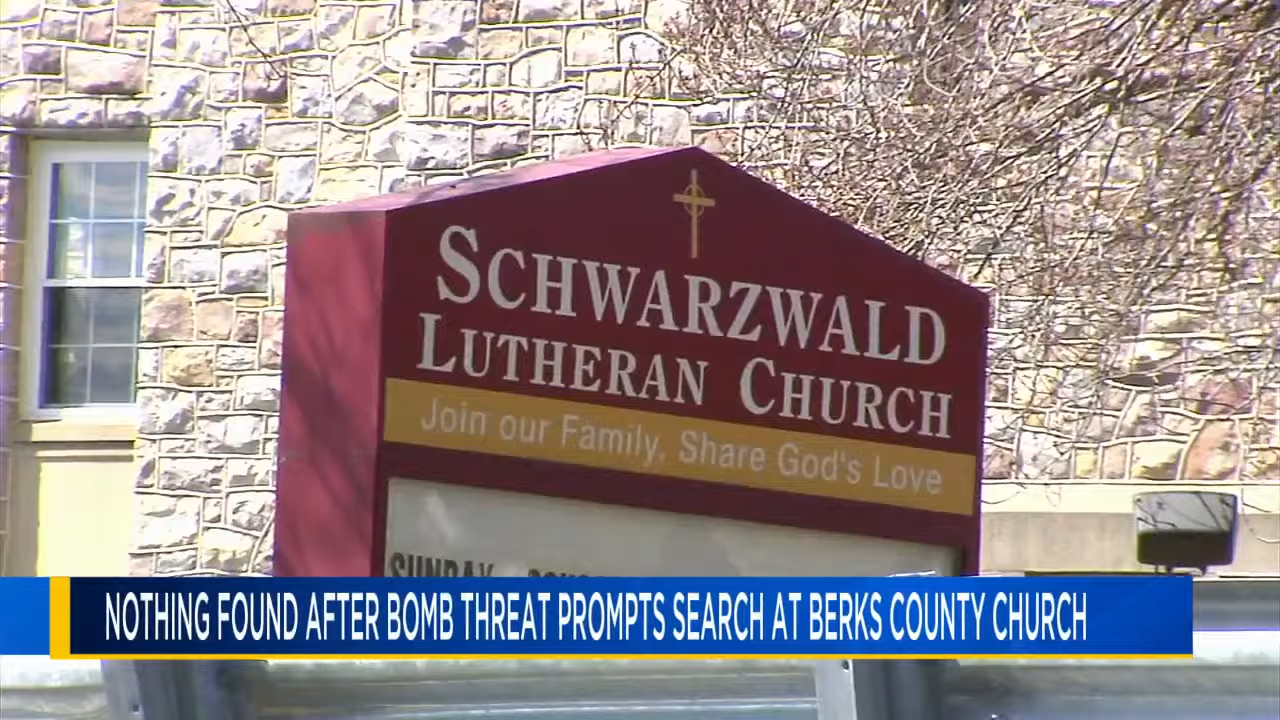 SCHWARZWALD
LUTHERAN CHURCH
Join our Family, Share God's Love
SUNDAY
NOTHING FOUND AFTER BOMB THREAT PROMPTS SEARCH AT BERKS COUNTY CHURCH